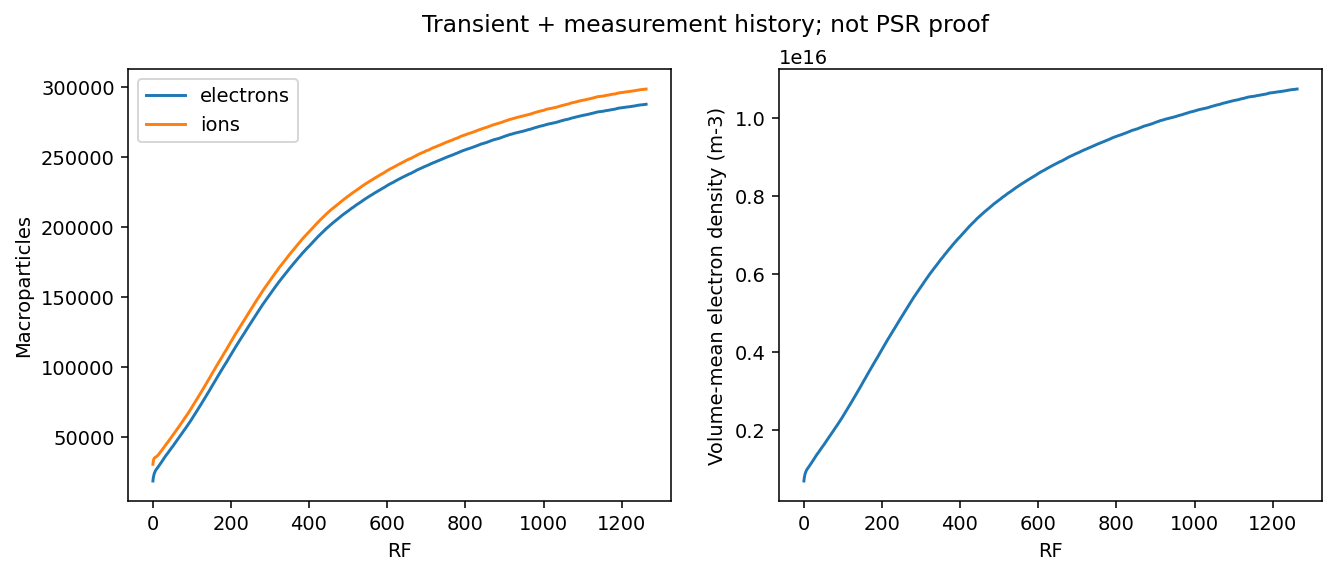 Transient + measurement history; not PSR proof
1e16
electrons
ions
300000
250000
200000
150000
100000
50000
Macroparticles
0 200 400 600 800 1000 1200
RF
1.0
0.8
0.6
0.4
0.2
Volume-mean electron density (m-3)
0 200 400 600 800 1000 1200
RF